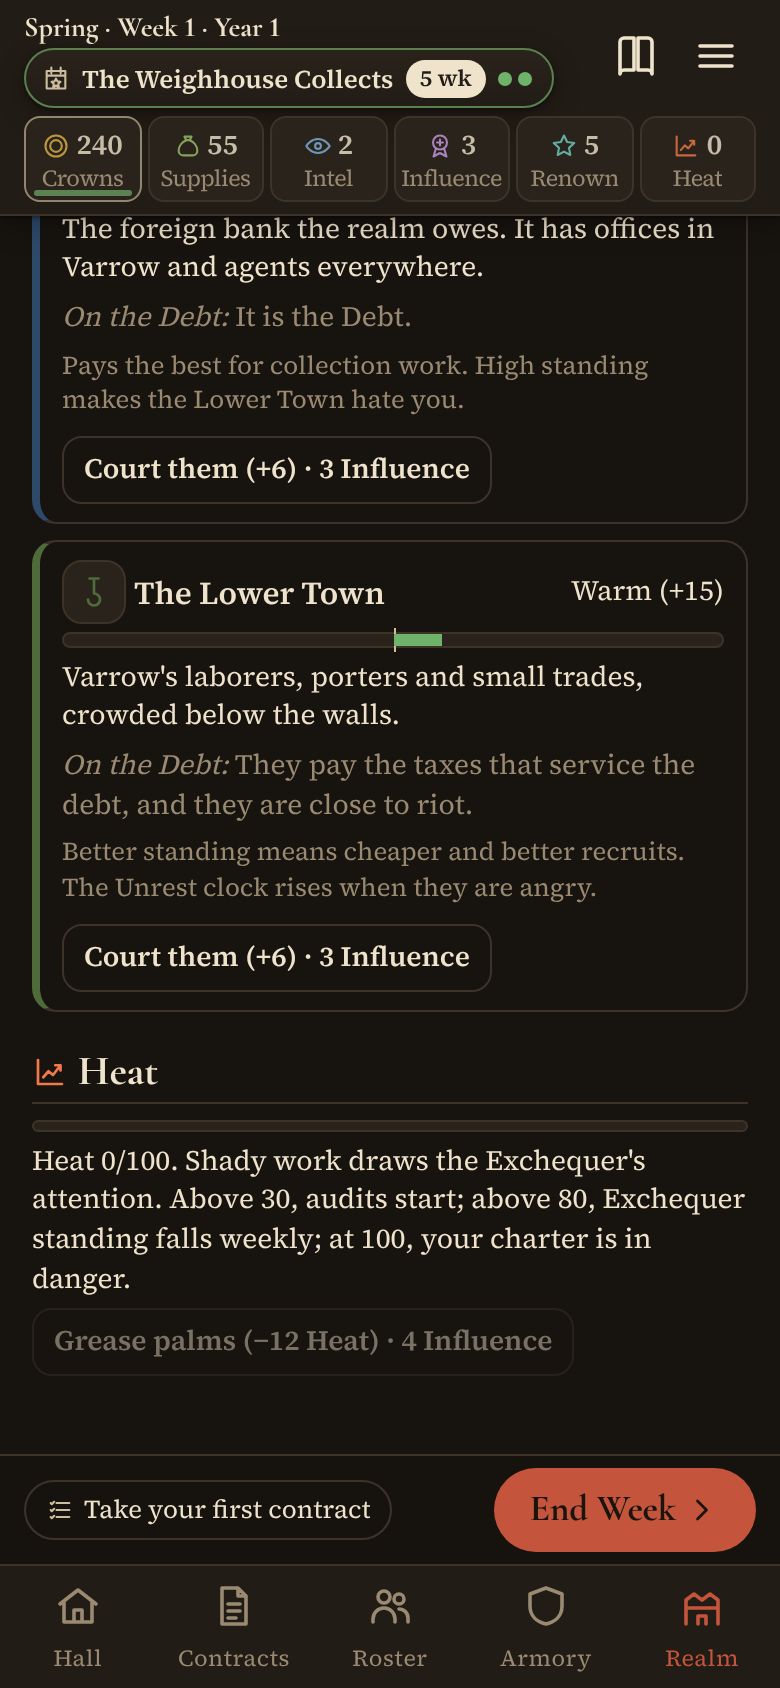 Spring · Week 1 · Year 1
The Weighhouse Collects 5 wk
240 55 2 3 5 0
Crowns Supplies Intel Influence Renown Heat
The foreign bank the realm owes. It has offices in
Varrow and agents everywhere.
On the Debt: It is the Debt.
Pays the best for collection work. High standing
makes the Lower Town hate you.
Court them (+6) · 3 Influence
The Lower Town Warm (+15)
Varrow's laborers, porters and small trades,
crowded below the walls.
On the Debt: They pay the taxes that service the
debt, and they are close to riot.
Better standing means cheaper and better recruits.
The Unrest clock rises when they are angry.
Court them (+6) · 3 Influence
Heat
Heat 0/100. Shady work draws the Exchequer's
attention. Above 30, audits start; above 80, Exchequer
standing falls weekly; at 100, your charter is in
danger.
Grease palms (−12 Heat) · 4 Influence
Take your first contract End Week
Hall Contracts Roster Armory Realm